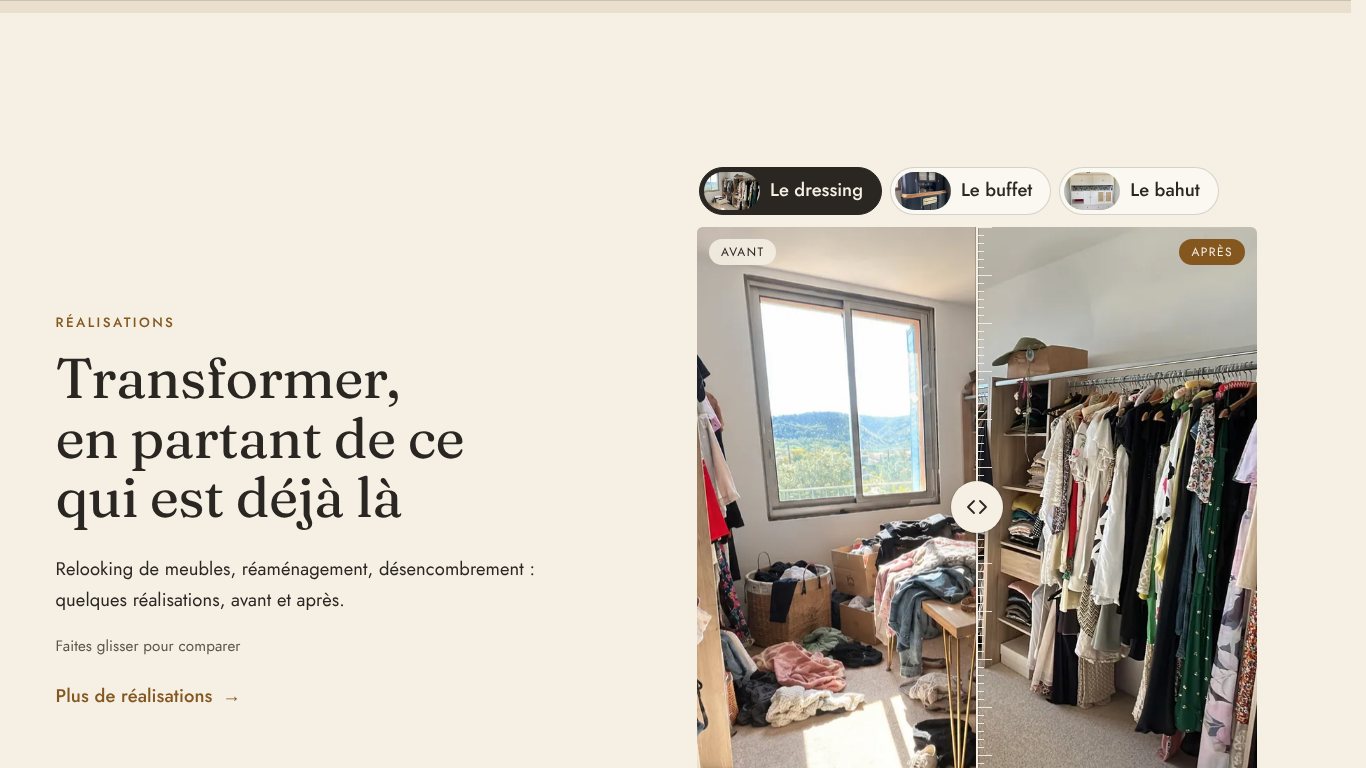 Le dressing
Le buffet
Le bahut
AVANT
APRÈS
RÉALISATIONS
Transformer,
en partant de ce
qui est déjà là
Relooking de meubles, réaménagement, désencombrement :
quelques réalisations, avant et après.
Faites glisser pour comparer
Plus de réalisations →